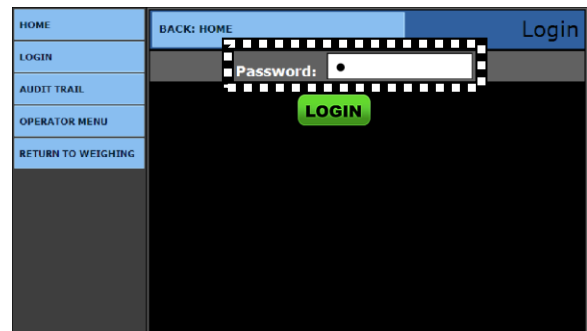 HOME
LOGIN
AUDIT TRAIL
OPERATOR MENU
RETURN TO WEIGHING
BACK: HOME
Login
Password: •
LOGIN